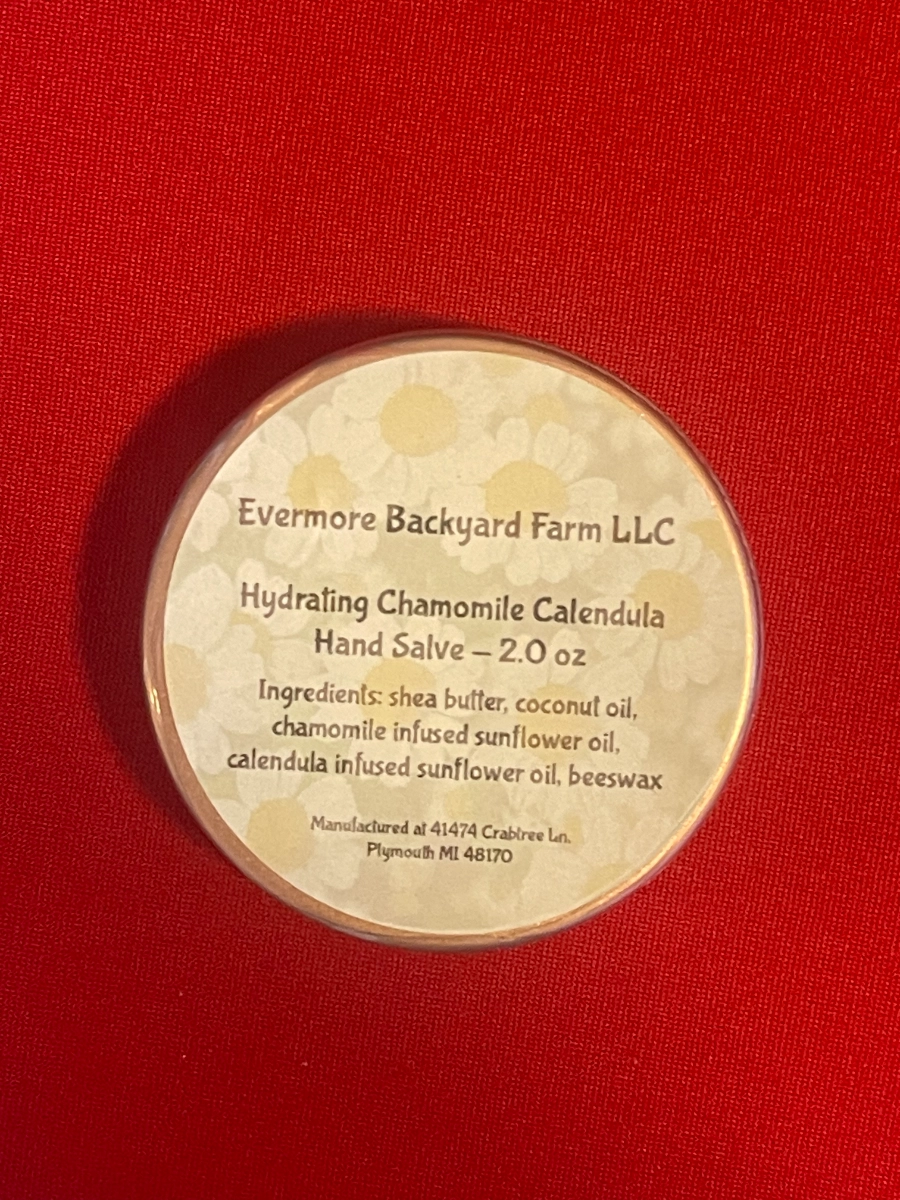 Evermore Backyard Farm LLC
Hydrating Chamomile Calendula
Hand Salve – 2.0 oz
Ingredients: shea butter, coconut oil,
chamomile infused sunflower oil,
calendula infused sunflower oil, beeswax
Manufactured at 41474 Crabtree Ln.
Plymouth MI 48170